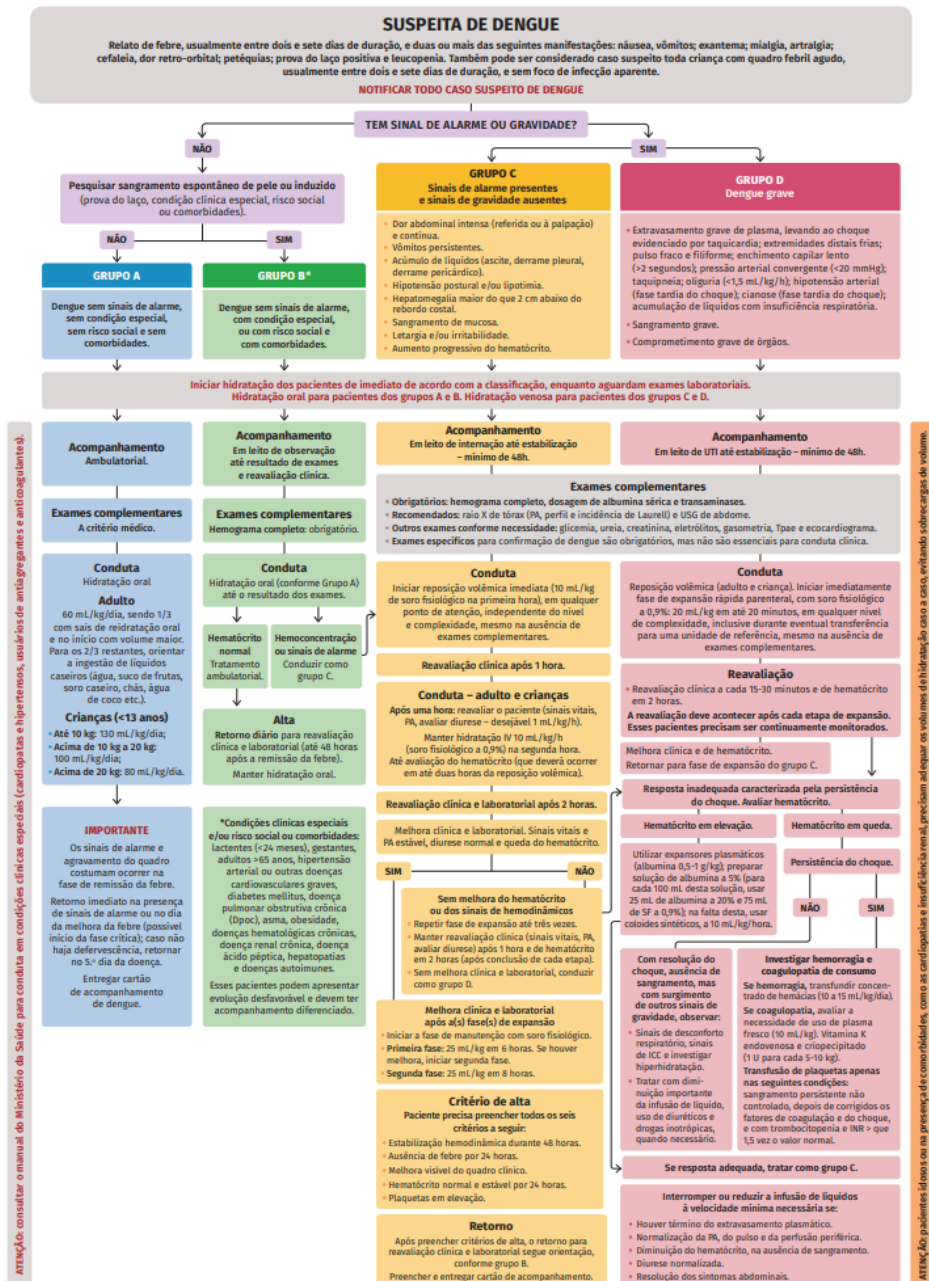 SUSPEITA DE DENGUE
Relato de febre, usualmente entre dois e sete dias de duração, e duas ou mais das seguintes manifestações: náusea, vômitos; exantema; mialgia, artralgia;
cefaleia, dor retro-orbital; petéquias; prova do laço positiva e leucopenia. Também pode ser considerado caso suspeito toda criança com quadro febril agudo,
usualmente entre dois e sete dias de duração, e sem foco de infecção aparente.
NOTIFICAR TODO CASO SUSPEITO DE DENGUE
TEM SINAL DE ALARME OU GRAVIDADE?
NÃO
SIM
Pesquisar sangramento espontâneo de pele ou induzido
(prova do laço, condição clínica especial, risco social
ou comorbidades).
NÃO
SIM
GRUPO A
Dengue sem sinais de alarme,
sem condição especial,
sem risco social e sem
comorbidades.
GRUPO B*
Dengue sem sinais de alarme,
com condição especial,
ou com risco social e
com comorbidades.
GRUPO C
Sinais de alarme presentes
e sinais de gravidade ausentes
• Dor abdominal intensa (referida ou à palpação)
e contínua.
• Vômitos persistentes.
• Acúmulo de líquidos (ascite, derrame pleural,
derrame pericárdico).
• Hipotensão postural e/ou lipotimia.
• Hepatomegalia maior do que 2 cm abaixo do
rebordo costal.
• Sangramento de mucosa.
• Letargia e/ou irritabilidade.
• Aumento progressivo do hematócrito.
GRUPO D
Dengue grave
• Extravasamento grave de plasma, levando ao choque
evidenciado por taquicardia; extremidades distais frias;
pulso fraco e filiforme; enchimento capilar lento
(>2 segundos); pressão arterial convergente (<20 mmHg);
taquipneia; oliguria (<1,5 mL/kg/h); hipotensão arterial
(fase tardia do choque); cianose (fase tardia do choque);
acumulação de líquidos com insuficiência respiratória.
• Sangramento grave.
• Comprometimento grave de órgãos.
Iniciar hidratação dos pacientes de imediato de acordo com a classificação, enquanto aguardam exames laboratoriais.
Hidratação oral para pacientes dos grupos A e B. Hidratação venosa para pacientes dos grupos C e D.
ATENÇÃO: consultar o manual do Ministério da Saúde para conduta em condições clínicas especiais (cardiopatas e hipertensos, usuários de antiagregantes e anticoagulantes).
Acompanhamento
Ambulatorial.
Exames complementares
A critério médico.
Conduta
Hidratação oral
Adulto
60 mL/kg/dia, sendo 1/3
com sais de reidratação oral
e no início com volume maior.
Para os 2/3 restantes, orientar
a ingestão de líquidos
caseiros (água, suco de frutas,
soro caseiro, chás, água
de coco etc.).
Crianças (<13 anos)
• Até 10 kg: 130 mL/kg/dia;
• Acima de 10 kg a 20 kg:
100 mL/kg/dia;
• Acima de 20 kg: 80 mL/kg/dia.
IMPORTANTE
Os sinais de alarme e
agravamento do quadro
costumam ocorrer na
fase de remissão da febre.
Retorno imediato na presença
de sinais de alarme ou no dia
da melhora da febre (possível
início da fase crítica); caso não
haja defervescência, retornar
no 5.º dia da doença.
Entregar cartão
de acompanhamento
de dengue.
Acompanhamento
Em leito de observação
até resultado de exames
e reavaliação clínica.
Exames complementares
Hemograma completo: obrigatório.
Conduta
Hidratação oral (conforme Grupo A)
até o resultado dos exames.
Hematócrito
normal
Tratamento
ambulatorial.
Hemoconcentração
ou sinais de alarme
Conduzir como
grupo C.
Alta
Retorno diário para reavaliação
clínica e laboratorial (até 48 horas
após a remissão da febre).
Manter hidratação oral.
*Condições clínicas especiais
e/ou risco social ou comorbidades:
lactentes (<24 meses), gestantes,
adultos >65 anos, hipertensão
arterial ou outras doenças
cardiovasculares graves,
diabetes mellitus, doença
pulmonar obstrutiva crônica
(Dpoc), asma, obesidade,
doenças hematológicas crônicas,
doença renal crônica, doença
ácido péptica, hepatopatias
e doenças autoimunes.
Esses pacientes podem apresentar
evolução desfavorável e devem ter
acompanhamento diferenciado.
Acompanhamento
Em leito de internação até estabilização
– mínimo de 48h.
Acompanhamento
Em leito de UTI até estabilização – mínimo de 48h.
Exames complementares
• Obrigatórios: hemograma completo, dosagem de albumina sérica e transaminases.
• Recomendados: raio X de tórax (PA, perfil e incidência de Laurell) e USG de abdome.
• Outros exames conforme necessidade: glicemia, ureia, creatinina, eletrólitos, gasometria, Tpae e ecocardiograma.
• Exames específicos para confirmação de dengue são obrigatórios, mas não são essenciais para conduta clínica.
Conduta
Iniciar reposição volêmica imediata (10 mL/kg
de soro fisiológico na primeira hora), em qualquer
ponto de atenção, independente do nível
e complexidade, mesmo na ausência de
exames complementares.
Reavaliação clínica após 1 hora.
Conduta – adulto e crianças
Após uma hora: reavaliar o paciente (sinais vitais,
PA, avaliar diurese – desejável 1 mL/kg/h).
Manter hidratação IV 10 mL/kg/h
(soro fisiológico a 0,9%) na segunda hora.
Até avaliação do hematócrito (que deverá ocorrer
em até duas horas da reposição volêmica).
Reavaliação clínica e laboratorial após 2 horas.
Melhora clínica e laboratorial. Sinais vitais e
PA estável, diurese normal e queda do hematócrito.
SIM
NÃO
Sem melhora do hematócrito
ou dos sinais de hemodinâmicos
• Repetir fase de expansão até três vezes.
• Manter reavaliação clínica (sinais vitais, PA,
avaliar diurese) após 1 hora e de hematócrito
em 2 horas (após conclusão de cada etapa).
• Sem melhora clínica e laboratorial, conduzir
como grupo D.
Melhora clínica e laboratorial
após a(s) fase(s) de expansão
• Iniciar a fase de manutenção com soro fisiológico.
• Primeira fase: 25 mL/kg em 6 horas. Se houver
melhora, iniciar segunda fase.
• Segunda fase: 25 mL/kg em 8 horas.
Critério de alta
Paciente precisa preencher todos os seis
critérios a seguir:
• Estabilização hemodinâmica durante 48 horas.
• Ausência de febre por 24 horas.
• Melhora visível do quadro clínico.
• Hematócrito normal e estável por 24 horas.
• Plaquetas em elevação.
Retorno
Após preencher critérios de alta, o retorno para
reavaliação clínica e laboratorial segue orientação,
conforme grupo B.
Preencher e entregar cartão de acompanhamento.
Conduta
Reposição volêmica (adulto e criança). Iniciar imediatamente
fase de expansão rápida parenteral, com soro fisiológico
a 0,9%: 20 mL/kg em até 20 minutos, em qualquer nível
de complexidade, inclusive durante eventual transferência
para uma unidade de referência, mesmo na ausência de
exames complementares.
Reavaliação
• Reavaliação clínica a cada 15-30 minutos e de hematócrito
em 2 horas.
A reavaliação deve acontecer após cada etapa de expansão.
Esses pacientes precisam ser continuamente monitorados.
Melhora clínica e de hematócrito.
Retornar para fase de expansão do grupo C.
Resposta inadequada caracterizada pela persistência
do choque. Avaliar hematócrito.
Hematócrito em elevação.
Hematócrito em queda.
Utilizar expansores plasmáticos
(albumina 0,5-1 g/kg); preparar
solução de albumina a 5% (para
cada 100 mL desta solução, usar
25 mL de albumina a 20% e 75 mL
de SF a 0,9%); na falta desta, usar
coloides sintéticos, a 10 mL/kg/hora.
Persistência do choque.
NÃO
SIM
Com resolução do
choque, ausência de
sangramento, mas
com surgimento
de outros sinais de
gravidade, observar:
• Sinais de desconforto
respiratório, sinais
de ICC e investigar
hiperhidratação.
• Tratar com dimi-
nuição importante
da infusão de líquido,
uso de diuréticos e
drogas inotrópicas,
quando necessário.
Investigar hemorragia e
coagulopatia de consumo
Se hemorragia, transfundir concen-
trado de hemácias (10 a 15 mL/kg/dia).
Se coagulopatia, avaliar a
necessidade de uso de plasma
fresco (10 mL/kg). Vitamina K
endovenosa e criopecipitado
(1 U para cada 5-10 kg).
Transfusão de plaquetas apenas
nas seguintes condições:
sangramento persistente não
controlado, depois de corrigidos os
fatores de coagulação e do choque,
e com trombocitopenia e INR > que
1,5 vez o valor normal.
Se resposta adequada, tratar como grupo C.
Interromper ou reduzir a infusão de líquidos
à velocidade mínima necessária se:
• Houver término do extravasamento plasmático.
• Normalização da PA, do pulso e da perfusão periférica.
• Diminuição do hematócrito, na ausência de sangramento.
• Diurese normalizada.
• Resolução dos sintomas abdominais.
ATENÇÃO: pacientes idosos ou na presença de comorbidades, como as cardiopatias e insuficiência renal, precisam adequar os volumes de hidratação caso a caso, evitando sobrecargas de volume.